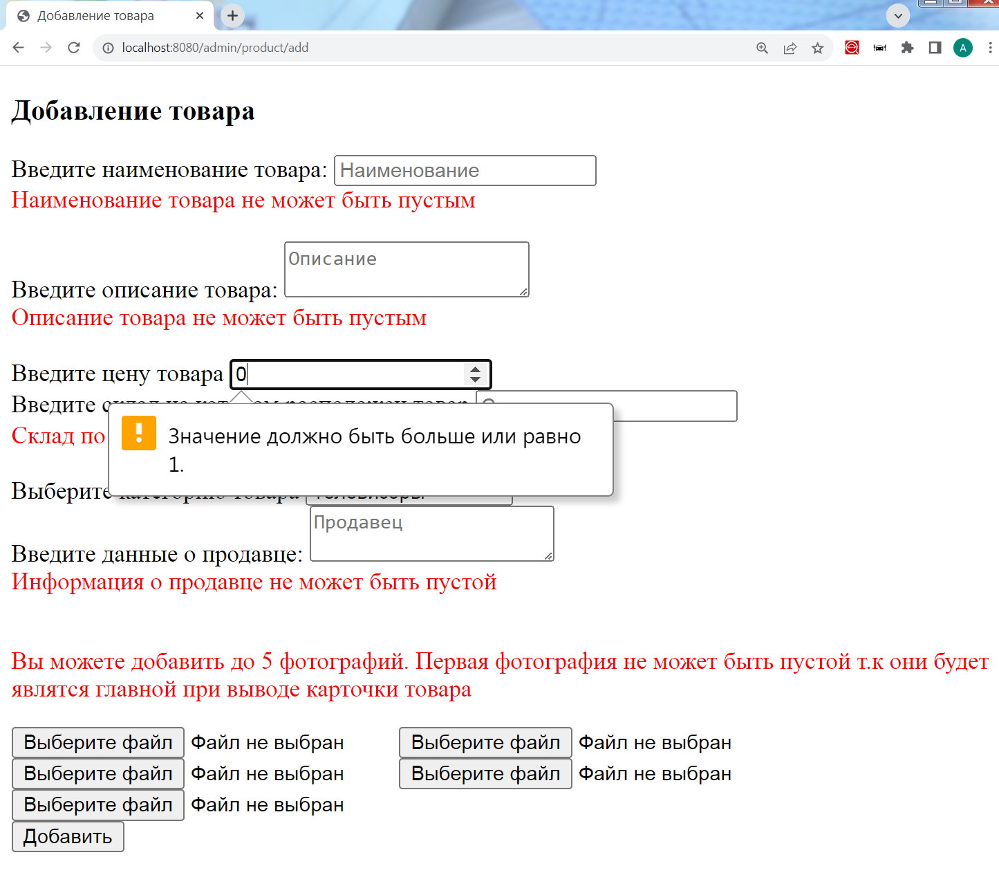 Добавление товара
localhost:8080/admin/product/add
A
Добавление товара
Введите наименование товара: Наименование
Наименование товара не может быть пустым
Описание
Введите описание товара:
Описание товара не может быть пустым
Введите цену товара 0
Введите
Склад по
Значение должно быть больше или равно
1.
Выберите категорию товара Телевизоры
Продавец
Введите данные о продавце:
Информация о продавце не может быть пустой
Вы можете добавить до 5 фотографий. Первая фотография не может быть пустой т.к они будет
являтся главной при выводе карточки товара
Выберите файл Файл не выбран Выберите файл Файл не выбран
Выберите файл Файл не выбран Выберите файл Файл не выбран
Выберите файл Файл не выбран
Добавить